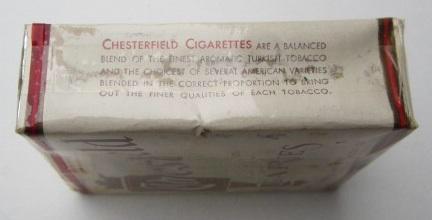 CHESTERFIELD CIGARETTES ARE A BALANCED
BLEND OF THE FINEST AROMATIC TURKISH TOBACCO
AND THE CHOICEST OF SEVERAL AMERICAN VARIETIES
BLENDED IN THE CORRECT PROPORTION TO BRING
OUT THE FINER QUALITIES OF EACH TOBACCO.